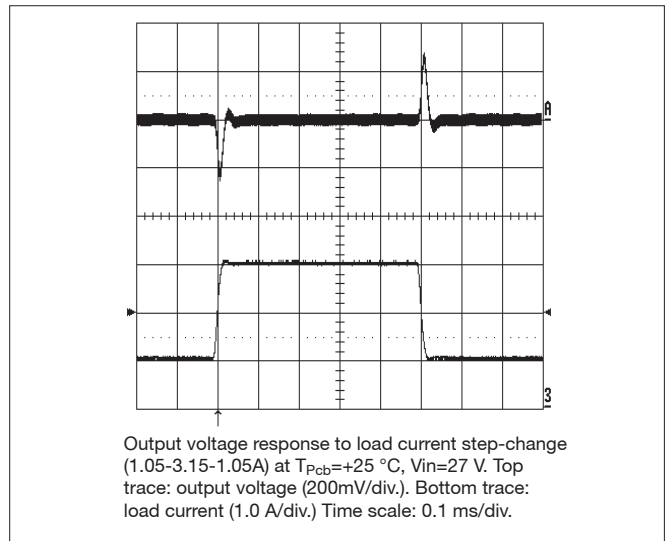 A
3
Output voltage response to load current step-change
(1.05-3.15-1.05A) at TPcb=+25 °C, Vin=27 V. Top
trace: output voltage (200mV/div.). Bottom trace:
load current (1.0 A/div.) Time scale: 0.1 ms/div.